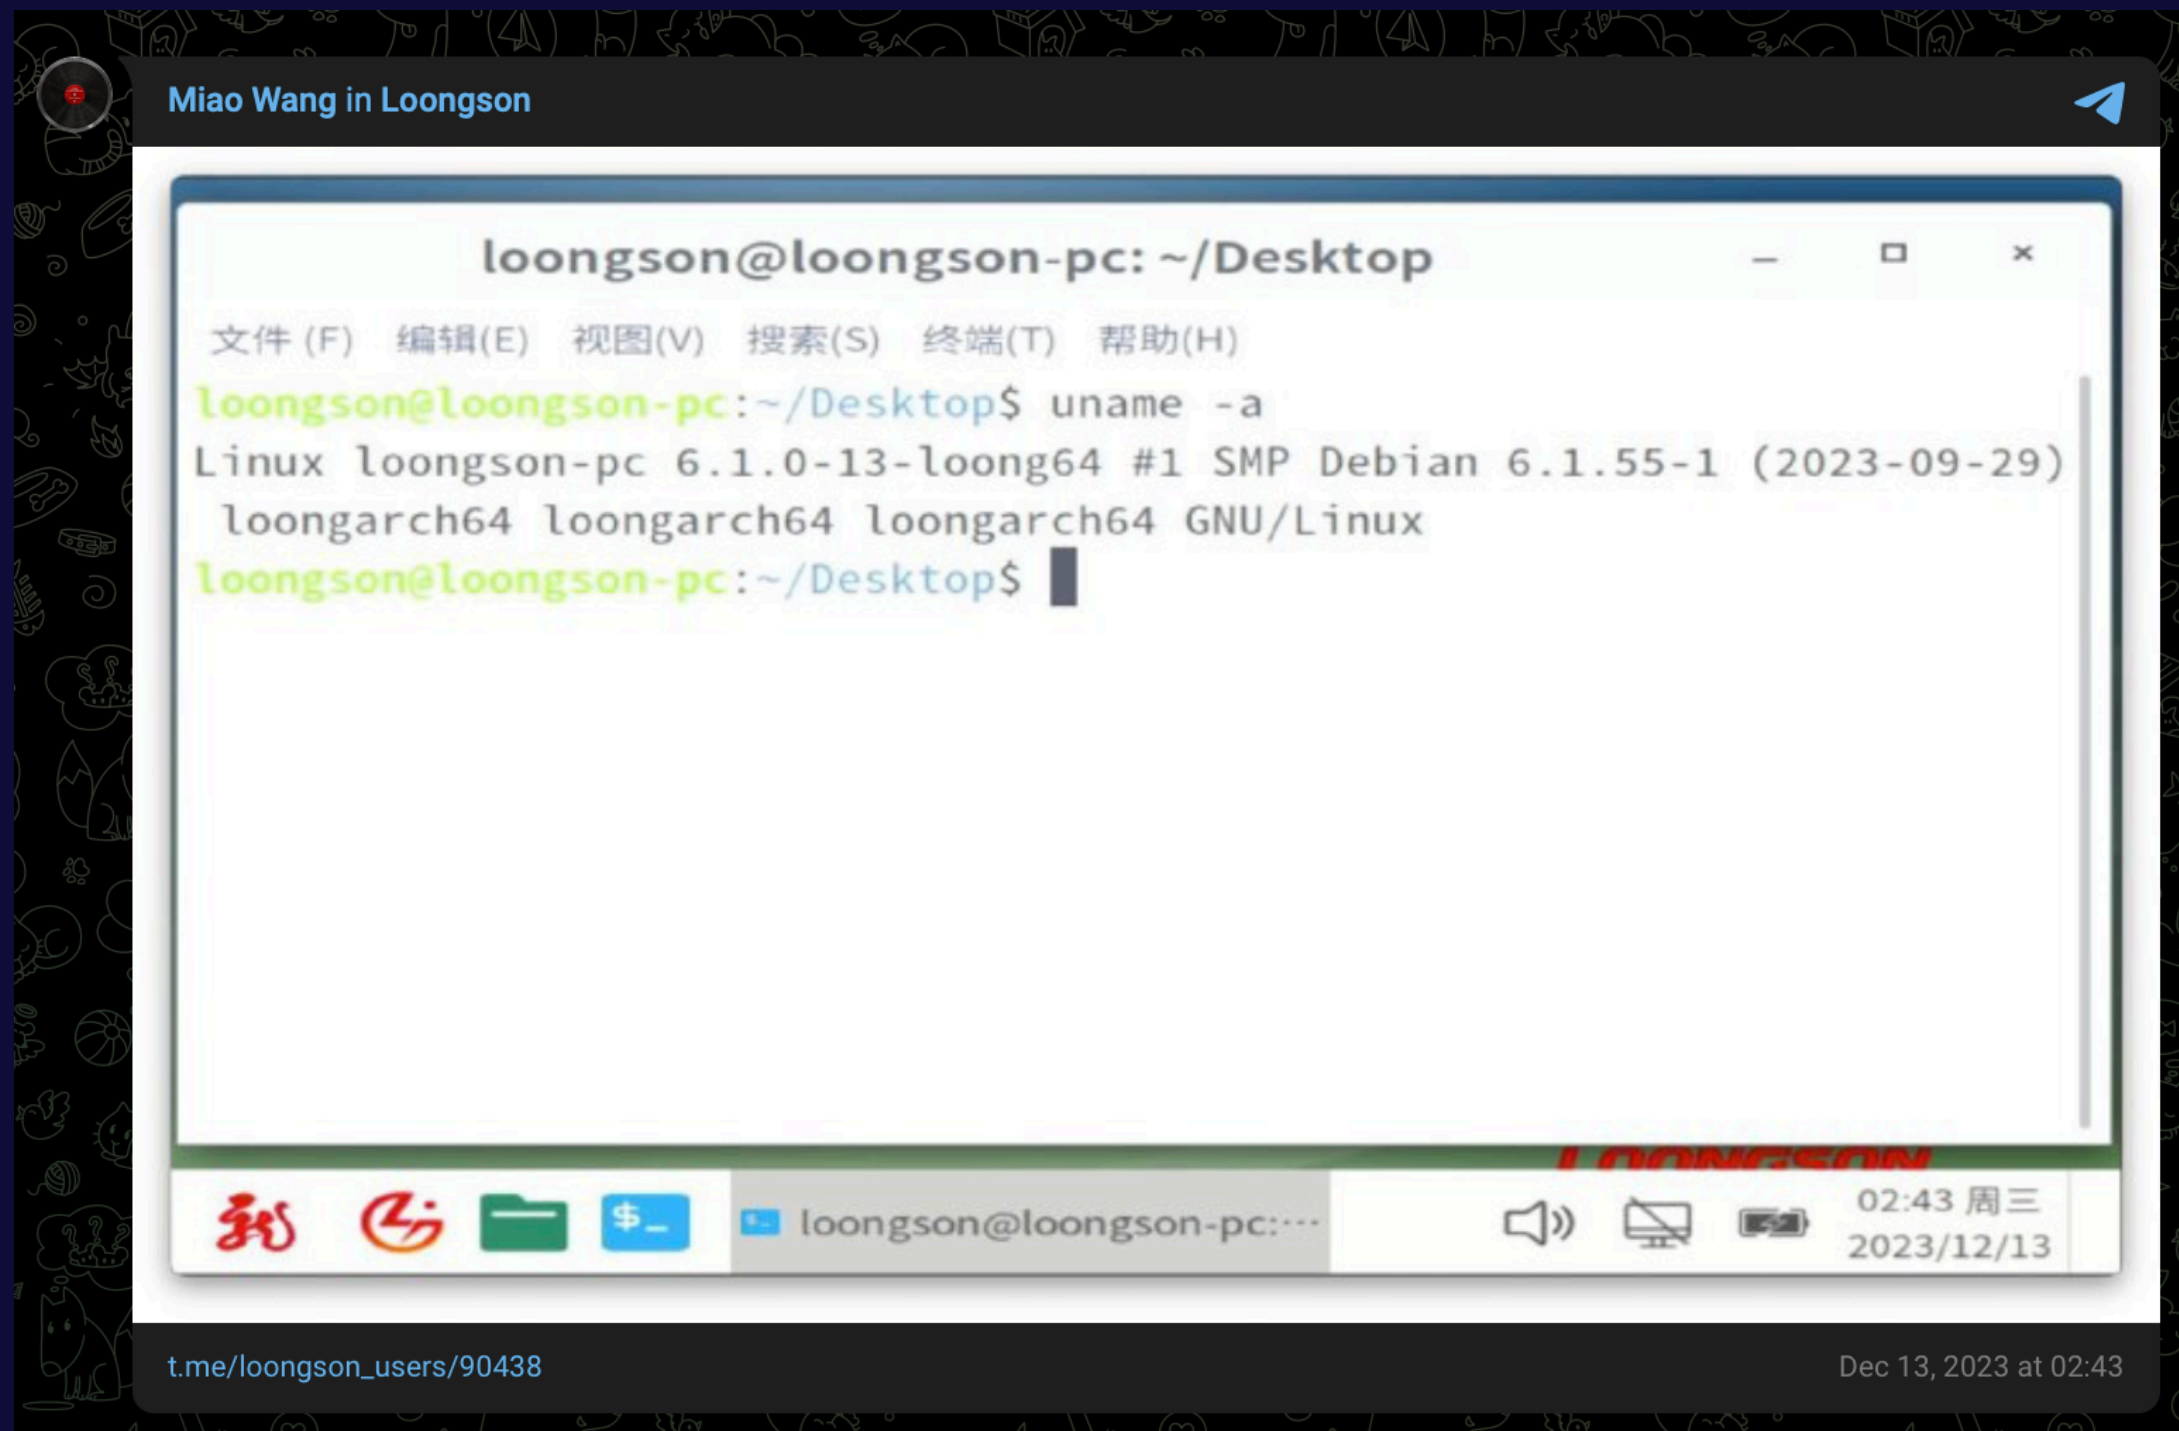 Miao Wang in Loongson
loongson@loongson-pc: ~/Desktop
文件 (F) 编辑(E) 视图(V) 搜索(S) 终端(T) 帮助(H)
loongson@loongson-pc:~/Desktop$ uname -a
Linux loongson-pc 6.1.0-13-loong64 #1 SMP Debian 6.1.55-1 (2023-09-29)
loongarch64 loongarch64 loongarch64 GNU/Linux
loongson@loongson-pc:~/Desktop$
LOONGSON
$_ loongson@loongson-pc:… 02:43 周三
2023/12/13
t.me/loongson_users/90438 Dec 13, 2023 at 02:43